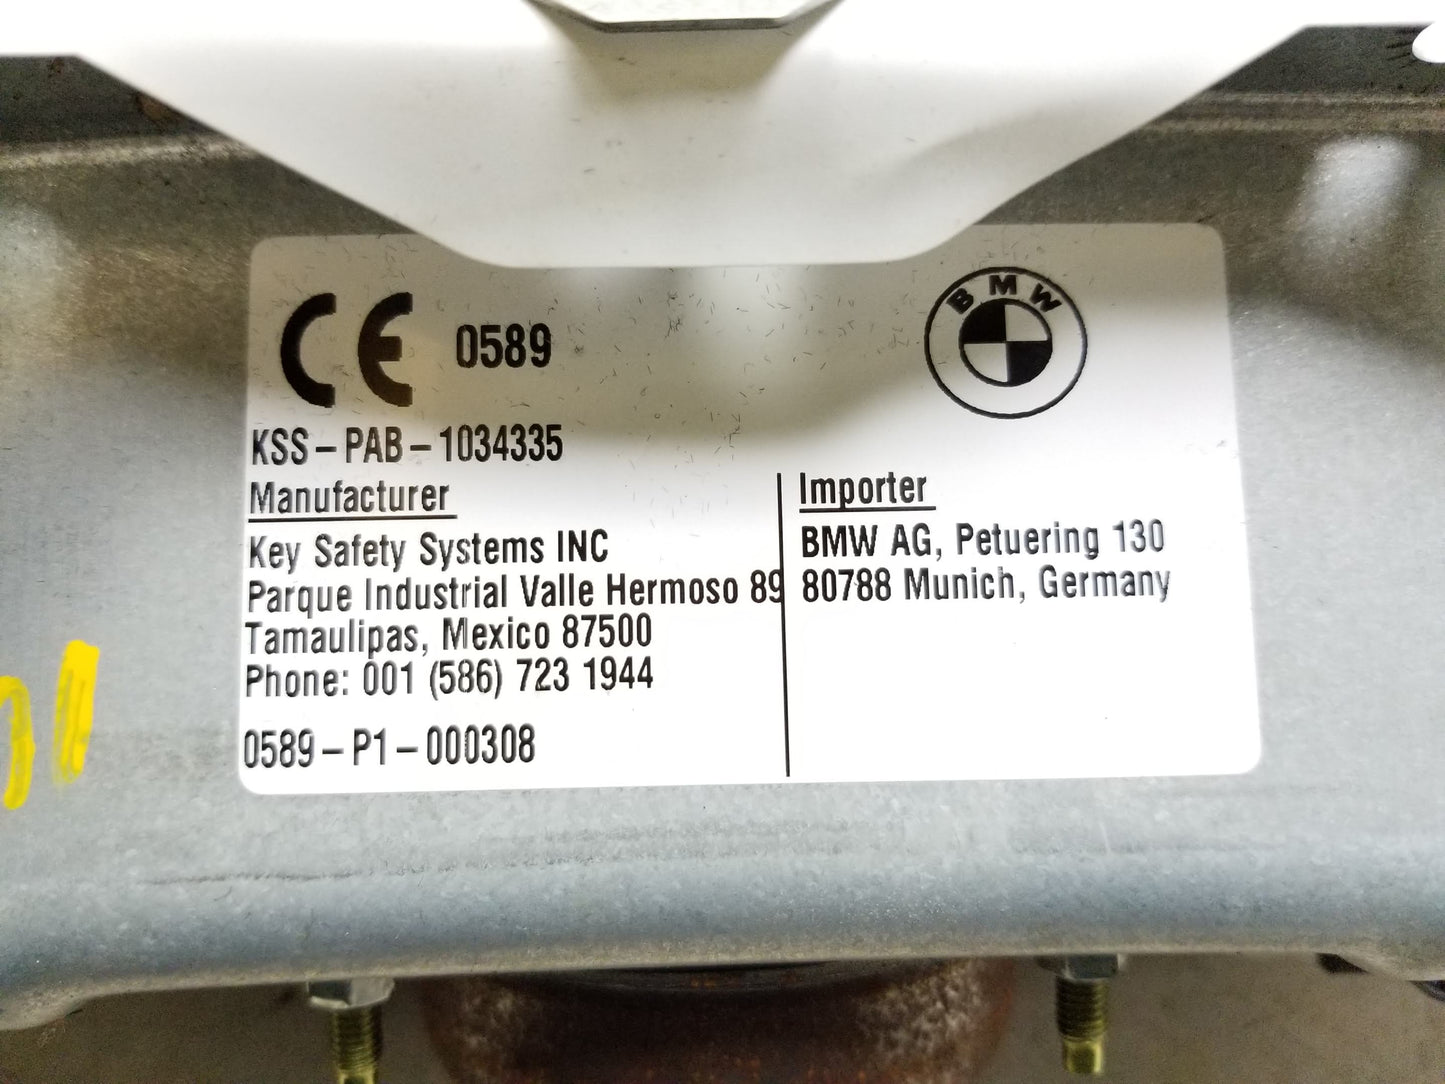 CE 0589
BMW
KSS-PAB-1034335
Manufacturer
Key Safety Systems INC
Parque Industrial Valle Hermoso 89
Tamaulipas, Mexico 87500
Phone: 001 (586) 723 1944
0589-P1-000308
Importer
BMW AG, Petuering 130
80788 Munich, Germany